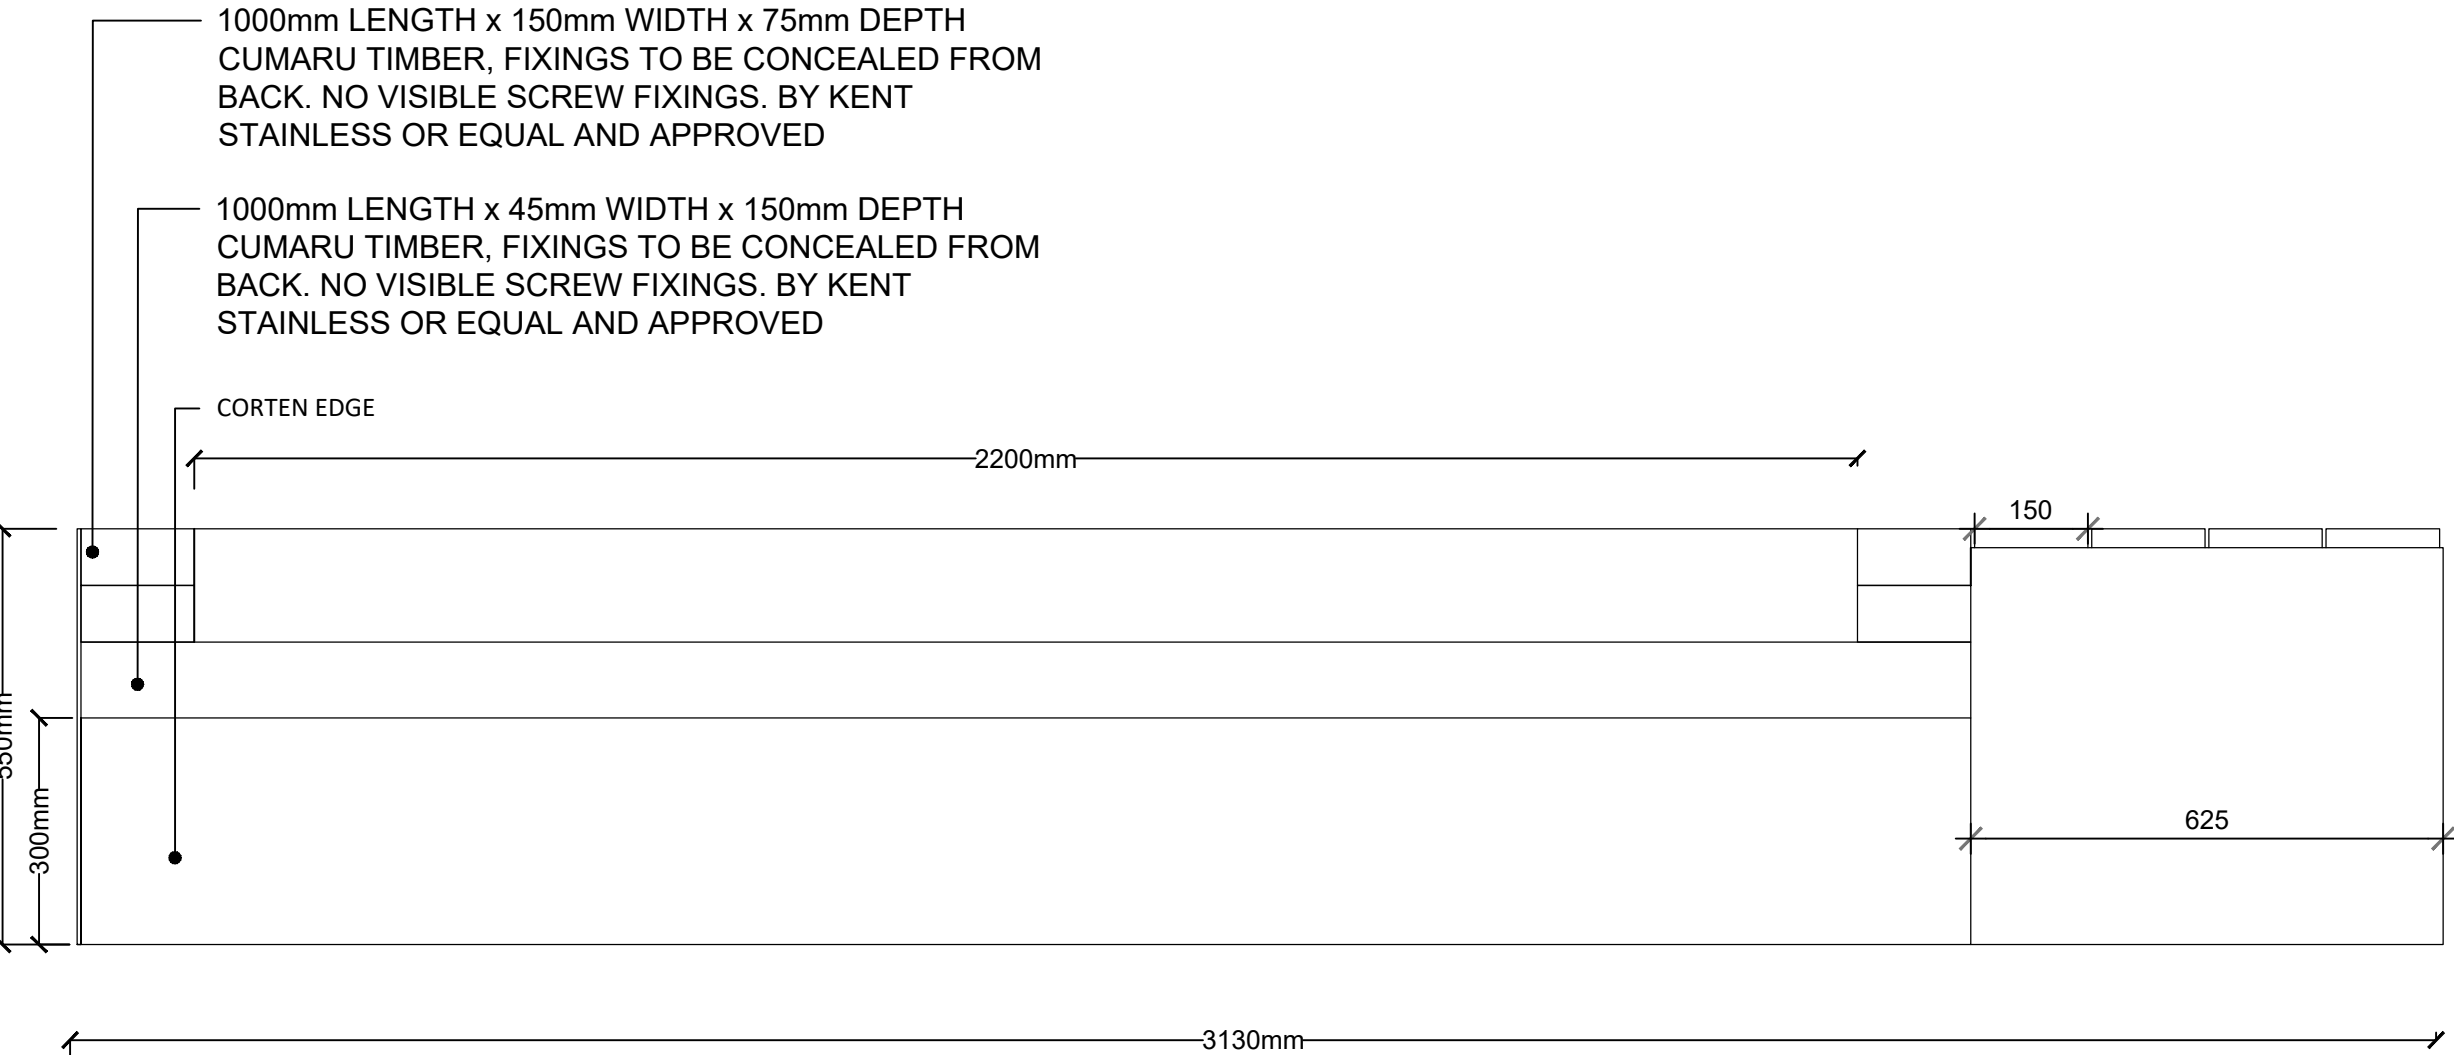 1000mm LENGTH x 150mm WIDTH x 75mm DEPTH
CUMARU TIMBER, FIXINGS TO BE CONCEALED FROM
BACK. NO VISIBLE SCREW FIXINGS. BY KENT
STAINLESS OR EQUAL AND APPROVED
1000mm LENGTH x 45mm WIDTH x 150mm DEPTH
CUMARU TIMBER, FIXINGS TO BE CONCEALED FROM
BACK. NO VISIBLE SCREW FIXINGS. BY KENT
STAINLESS OR EQUAL AND APPROVED
CORTEN EDGE
2200mm
150
550mm
300mm
625
3130mm